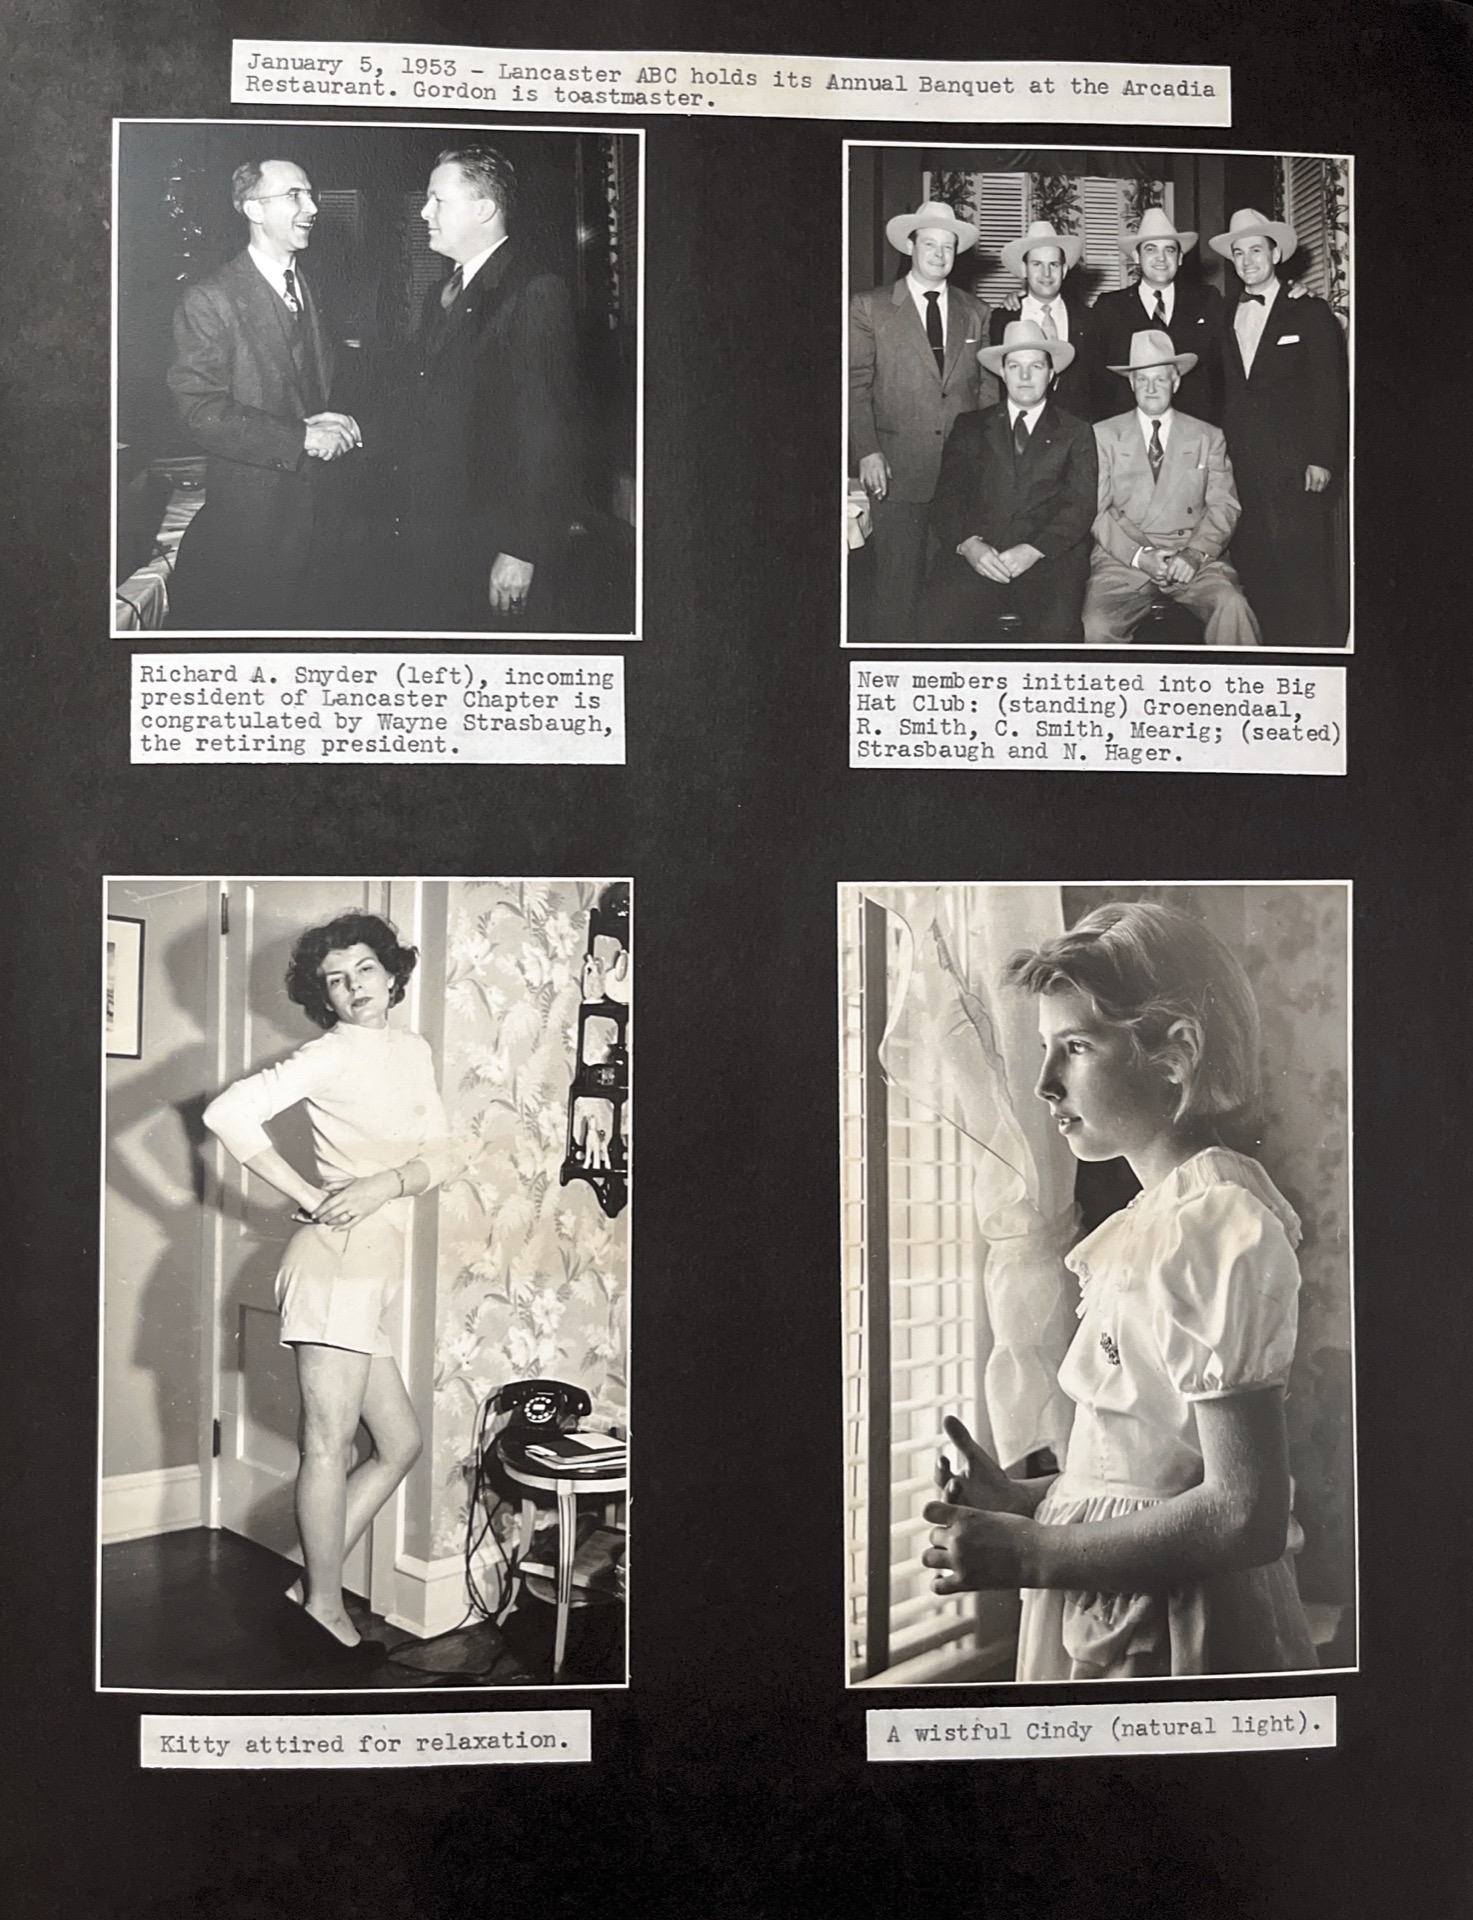 January 5, 1953 - Lancaster ABC holds its Annual Banquet at the Arcadia
Restaurant. Gordon is toastmaster.
Richard A. Snyder (left), incoming
president of Lancaster Chapter is
congratulated by Wayne Strasbaugh,
the retiring president.
New members initiated into the Big
Hat Club: (standing) Groenendaal,
R. Smith, C. Smith, Mearig; (seated)
Strasbaugh and N. Hager.
Kitty attired for relaxation.
A wistful Cindy (natural light).